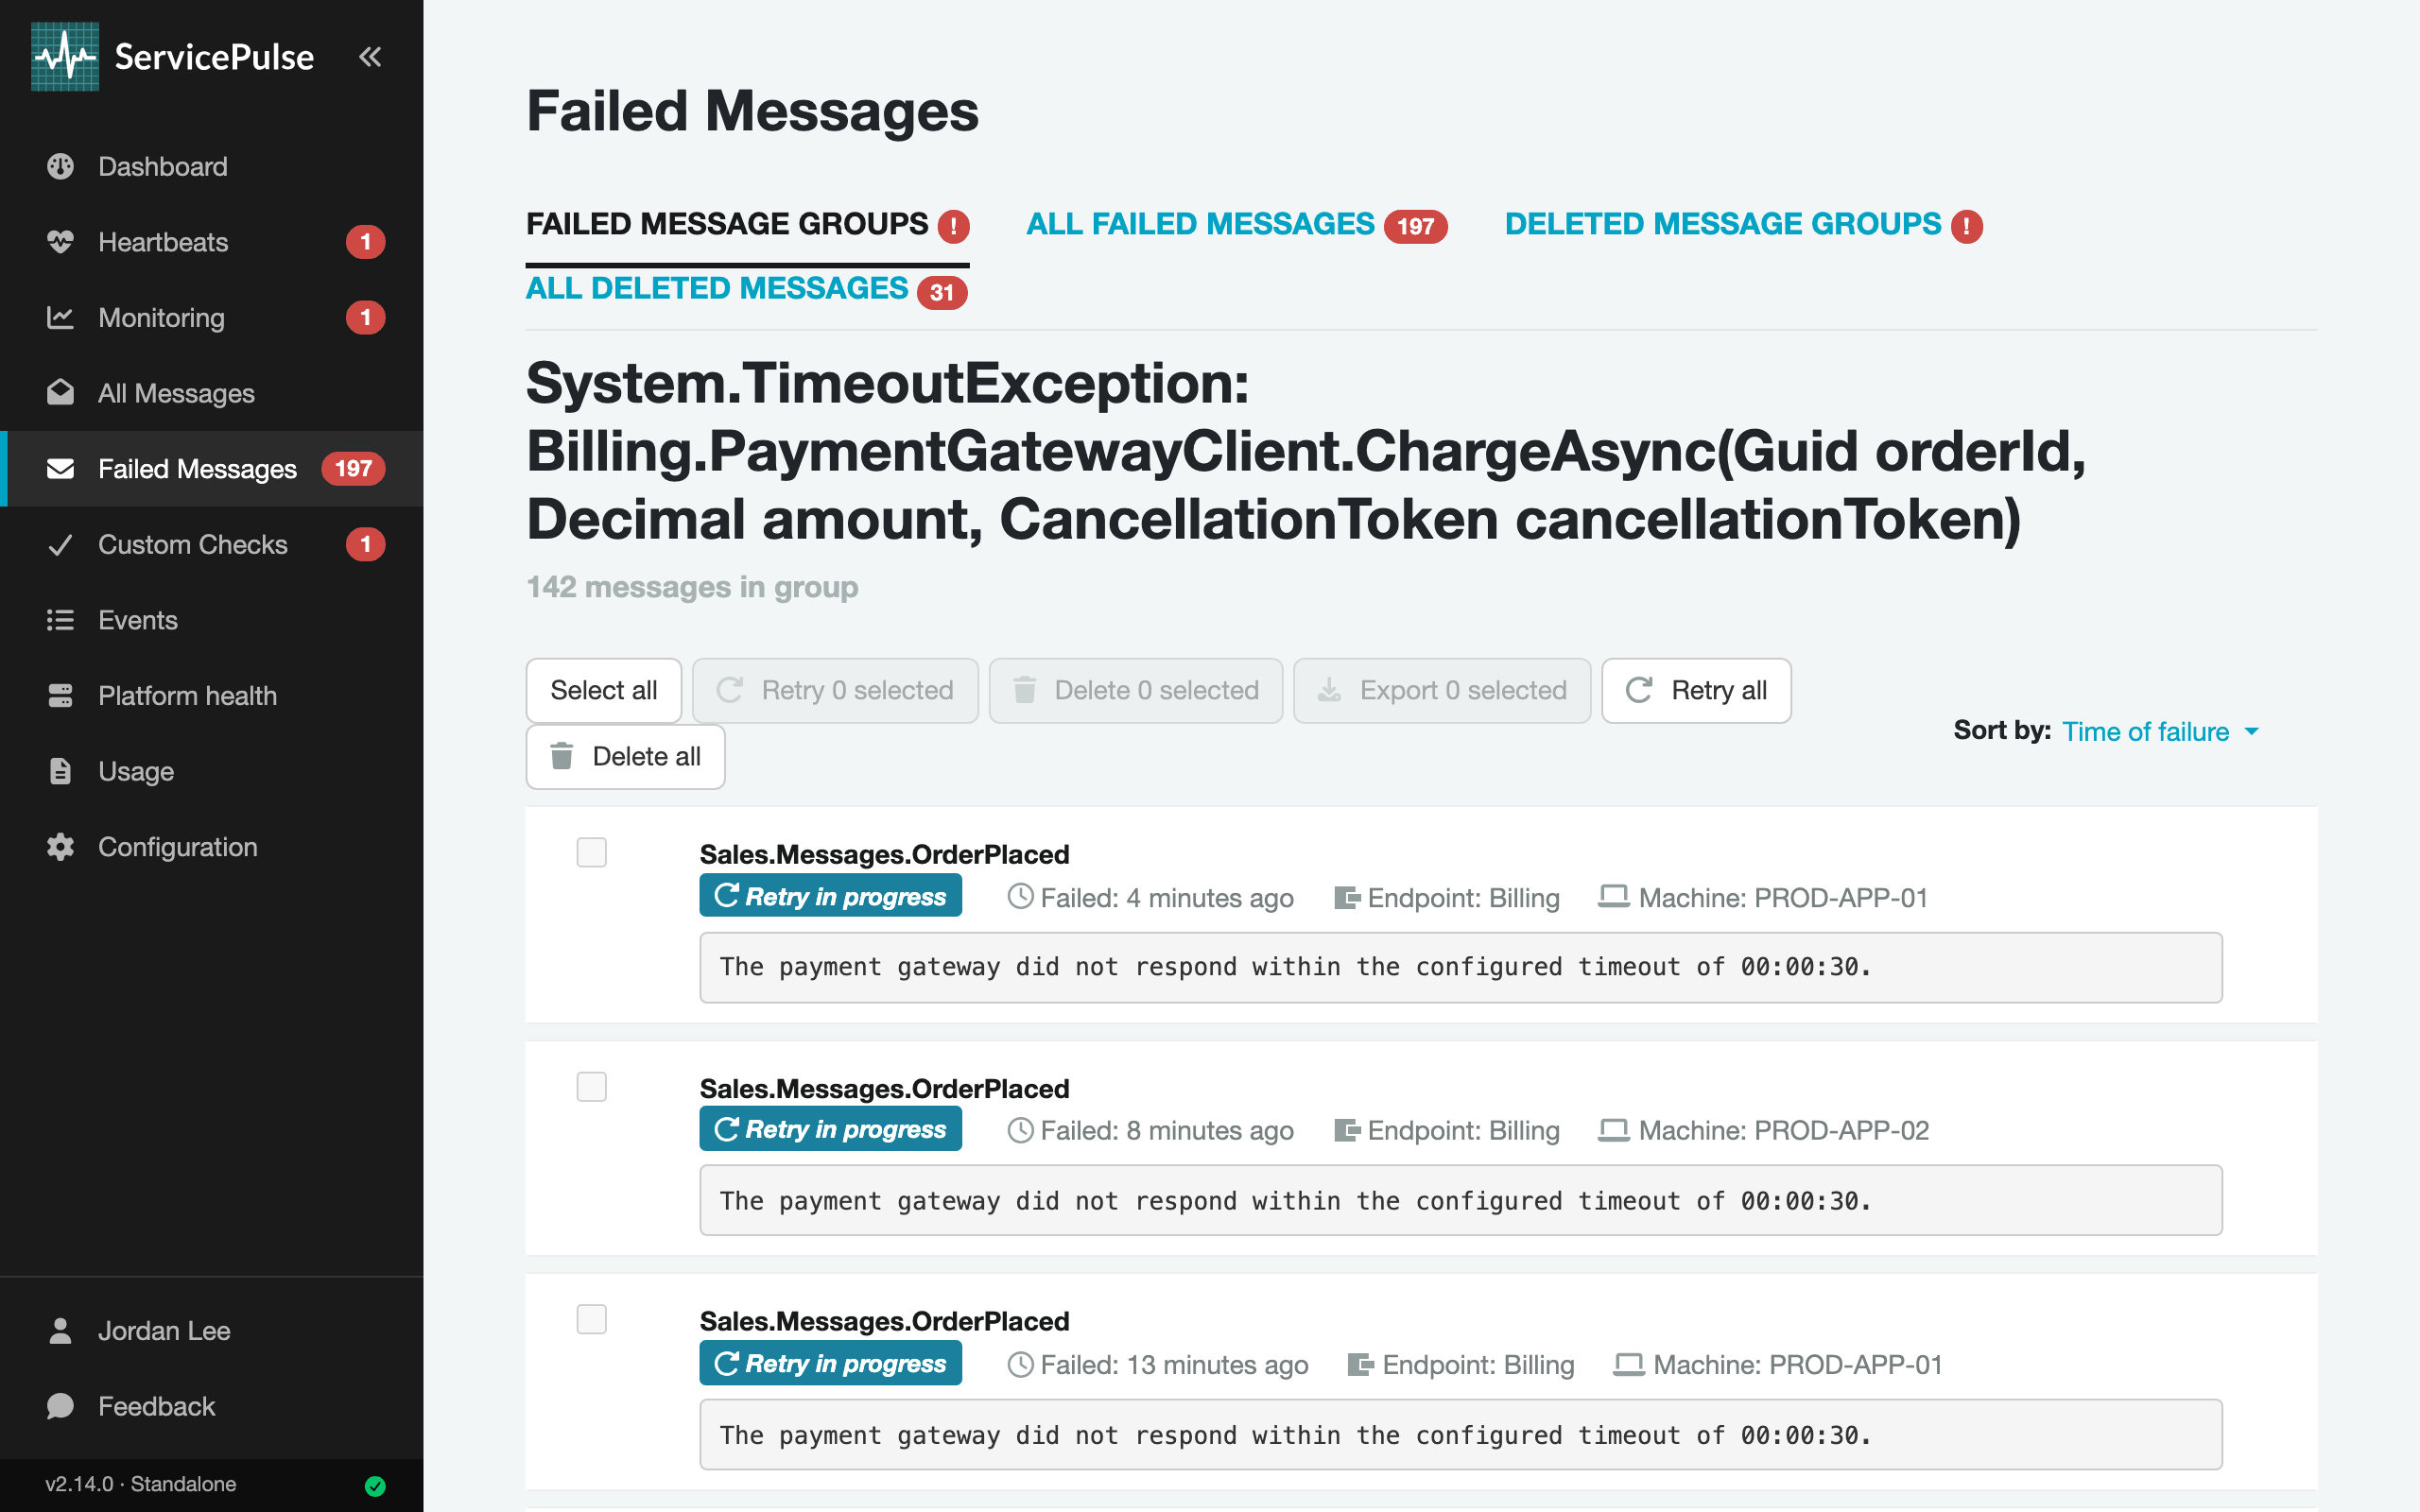 ServicePulse
Dashboard
Heartbeats 1
Monitoring 1
All Messages
Failed Messages 197
Custom Checks 1
Events
Platform health
Usage
Configuration
Jordan Lee
Feedback
v2.14.0 · Standalone
Failed Messages
FAILED MESSAGE GROUPS ! ALL FAILED MESSAGES 197 DELETED MESSAGE GROUPS !
ALL DELETED MESSAGES 31
System.TimeoutException:
Billing.PaymentGatewayClient.ChargeAsync(Guid orderId,
Decimal amount, CancellationToken cancellationToken)
142 messages in group
Select all Retry 0 selected Delete 0 selected Export 0 selected Retry all
Delete all
Sort by: Time of failure
Sales.Messages.OrderPlaced
Retry in progress Failed: 4 minutes ago Endpoint: Billing Machine: PROD-APP-01
The payment gateway did not respond within the configured timeout of 00:00:30.
Sales.Messages.OrderPlaced
Retry in progress Failed: 8 minutes ago Endpoint: Billing Machine: PROD-APP-02
The payment gateway did not respond within the configured timeout of 00:00:30.
Sales.Messages.OrderPlaced
Retry in progress Failed: 13 minutes ago Endpoint: Billing Machine: PROD-APP-01
The payment gateway did not respond within the configured timeout of 00:00:30.